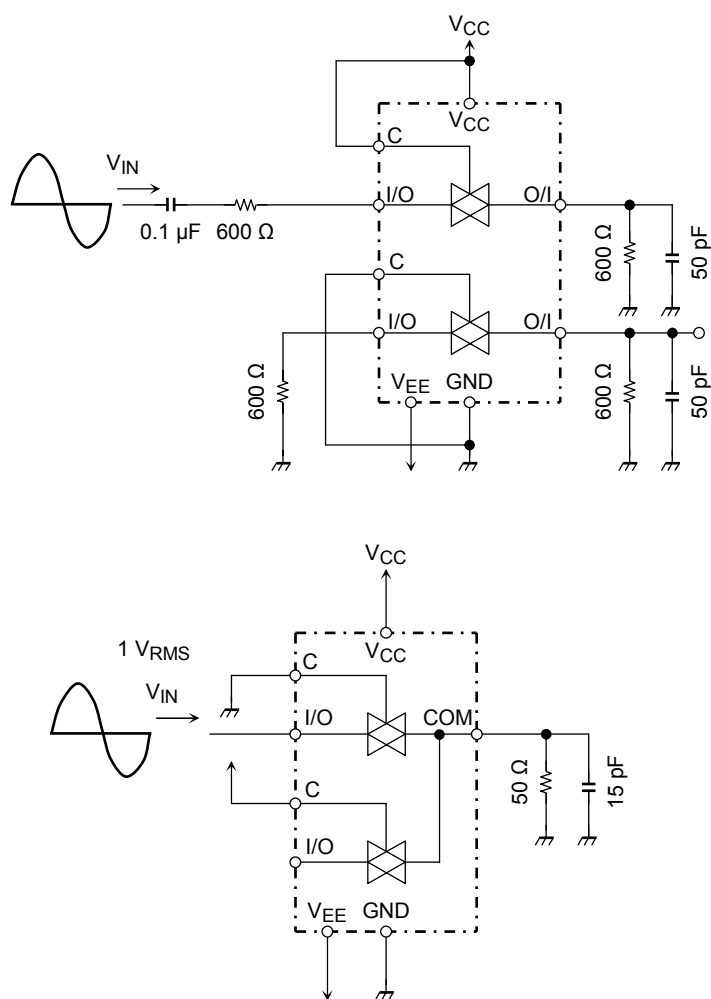 VCC
VCC
C
VIN
I/O
O/I
0.1 μF
600 Ω
600 Ω
50 pF
C
I/O
O/I
600 Ω
VEE
GND
600 Ω
50 pF
VCC
VCC
1 VRMS
C
VIN
I/O
COM
50 Ω
15 pF
C
I/O
VEE
GND